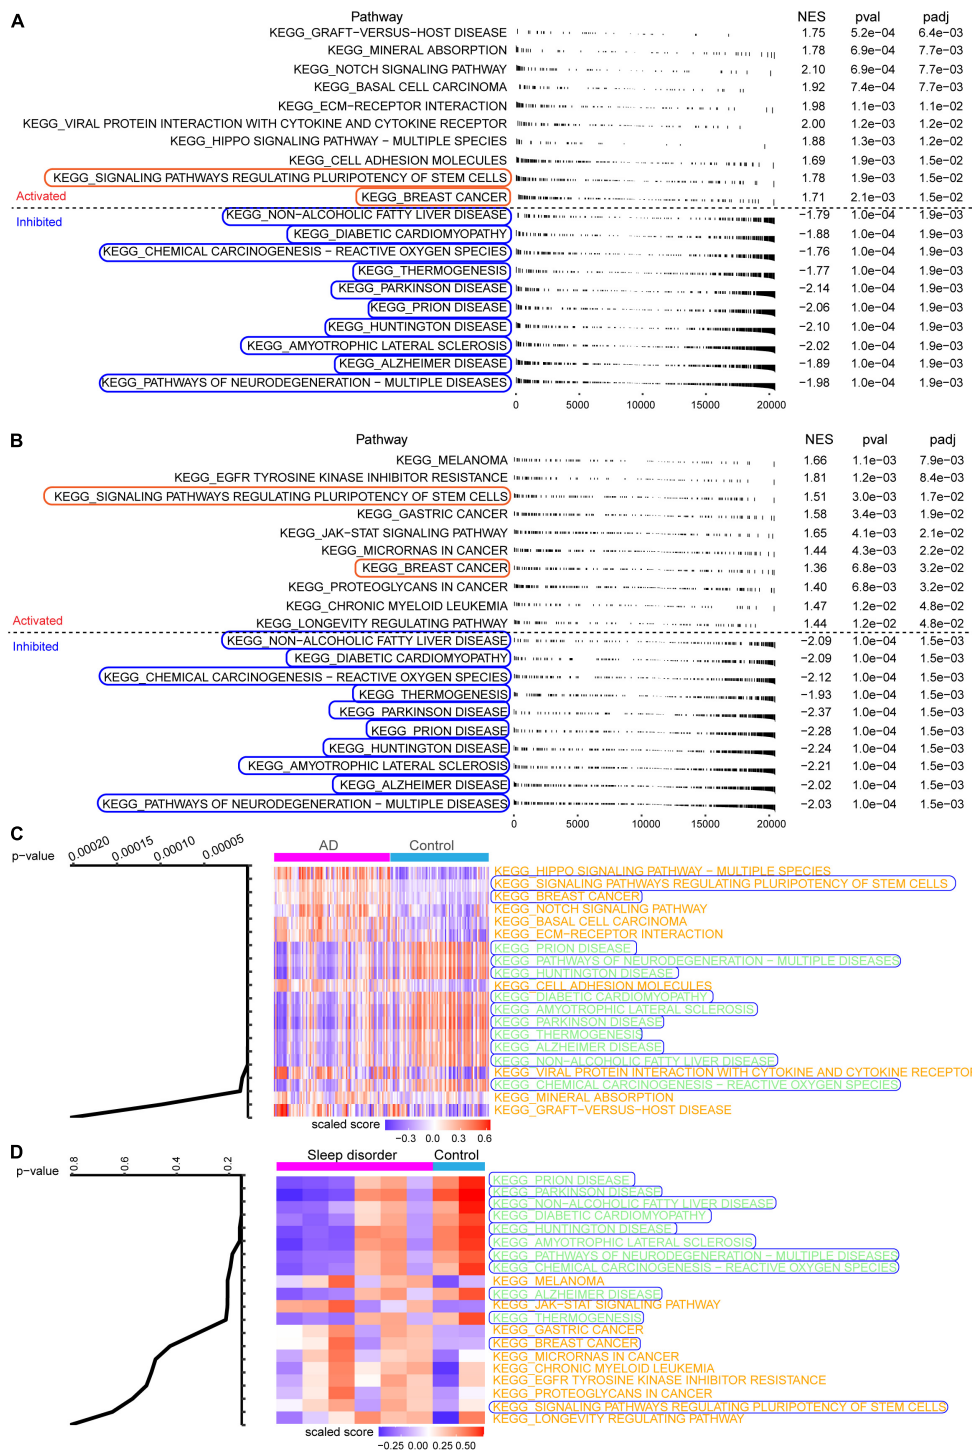 A
Pathway NES pval padj
KEGG_GRAFT−VERSUS−HOST DISEASE 1.75 5.2e−04 6.4e−03
KEGG_MINERAL ABSORPTION 1.78 6.9e−04 7.7e−03
KEGG_NOTCH SIGNALING PATHWAY 2.10 6.9e−04 7.7e−03
KEGG_BASAL CELL CARCINOMA 1.92 7.4e−04 7.7e−03
KEGG_ECM−RECEPTOR INTERACTION 1.98 1.1e−03 1.1e−02
KEGG_VIRAL PROTEIN INTERACTION WITH CYTOKINE AND CYTOKINE RECEPTOR 2.00 1.2e−03 1.2e−02
KEGG_HIPPO SIGNALING PATHWAY − MULTIPLE SPECIES 1.88 1.3e−03 1.2e−02
KEGG_CELL ADHESION MOLECULES 1.69 1.9e−03 1.5e−02
KEGG_SIGNALING PATHWAYS REGULATING PLURIPOTENCY OF STEM CELLS 1.78 1.9e−03 1.5e−02
Activated KEGG_BREAST CANCER 1.71 2.1e−03 1.5e−02
Inhibited KEGG_NON−ALCOHOLIC FATTY LIVER DISEASE −1.79 1.0e−04 1.9e−03
KEGG_DIABETIC CARDIOMYOPATHY −1.88 1.0e−04 1.9e−03
KEGG_CHEMICAL CARCINOGENESIS − REACTIVE OXYGEN SPECIES −1.76 1.0e−04 1.9e−03
KEGG_THERMOGENESIS −1.77 1.0e−04 1.9e−03
KEGG_PARKINSON DISEASE −2.14 1.0e−04 1.9e−03
KEGG_PRION DISEASE −2.06 1.0e−04 1.9e−03
KEGG_HUNTINGTON DISEASE −2.10 1.0e−04 1.9e−03
KEGG_AMYOTROPHIC LATERAL SCLEROSIS −2.02 1.0e−04 1.9e−03
KEGG_ALZHEIMER DISEASE −1.89 1.0e−04 1.9e−03
KEGG_PATHWAYS OF NEURODEGENERATION − MULTIPLE DISEASES −1.98 1.0e−04 1.9e−03
0 5000 10000 15000 20000
B
Pathway NES pval padj
KEGG_MELANOMA 1.66 1.1e−03 7.9e−03
KEGG_EGFR TYROSINE KINASE INHIBITOR RESISTANCE 1.81 1.2e−03 8.4e−03
KEGG_SIGNALING PATHWAYS REGULATING PLURIPOTENCY OF STEM CELLS 1.51 3.0e−03 1.7e−02
KEGG_GASTRIC CANCER 1.58 3.4e−03 1.9e−02
KEGG_JAK−STAT SIGNALING PATHWAY 1.65 4.1e−03 2.1e−02
KEGG_MICRORNAS IN CANCER 1.44 4.3e−03 2.2e−02
KEGG_BREAST CANCER 1.36 6.8e−03 3.2e−02
KEGG_PROTEOGLYCANS IN CANCER 1.40 6.8e−03 3.2e−02
KEGG_CHRONIC MYELOID LEUKEMIA 1.47 1.2e−02 4.8e−02
Activated KEGG_LONGEVITY REGULATING PATHWAY 1.44 1.2e−02 4.8e−02
Inhibited KEGG_NON−ALCOHOLIC FATTY LIVER DISEASE −2.09 1.0e−04 1.5e−03
KEGG_DIABETIC CARDIOMYOPATHY −2.09 1.0e−04 1.5e−03
KEGG_CHEMICAL CARCINOGENESIS − REACTIVE OXYGEN SPECIES −2.12 1.0e−04 1.5e−03
KEGG_THERMOGENESIS −1.93 1.0e−04 1.5e−03
KEGG_PARKINSON DISEASE −2.37 1.0e−04 1.5e−03
KEGG_PRION DISEASE −2.28 1.0e−04 1.5e−03
KEGG_HUNTINGTON DISEASE −2.24 1.0e−04 1.5e−03
KEGG_AMYOTROPHIC LATERAL SCLEROSIS −2.21 1.0e−04 1.5e−03
KEGG_ALZHEIMER DISEASE −2.02 1.0e−04 1.5e−03
KEGG_PATHWAYS OF NEURODEGENERATION − MULTIPLE DISEASES −2.03 1.0e−04 1.5e−03
0 5000 10000 15000 20000
C
p-value 0.00020 0.00015 0.00010 0.00005
AD Control
KEGG_HIPPO SIGNALING PATHWAY − MULTIPLE SPECIES
KEGG_SIGNALING PATHWAYS REGULATING PLURIPOTENCY OF STEM CELLS
KEGG_BREAST CANCER
KEGG_NOTCH SIGNALING PATHWAY
KEGG_BASAL CELL CARCINOMA
KEGG_ECM−RECEPTOR INTERACTION
KEGG_PRION DISEASE
KEGG_PATHWAYS OF NEURODEGENERATION − MULTIPLE DISEASES
KEGG_HUNTINGTON DISEASE
KEGG_CELL ADHESION MOLECULES
KEGG_DIABETIC CARDIOMYOPATHY
KEGG_AMYOTROPHIC LATERAL SCLEROSIS
KEGG_PARKINSON DISEASE
KEGG_THERMOGENESIS
KEGG_ALZHEIMER DISEASE
KEGG_NON−ALCOHOLIC FATTY LIVER DISEASE
KEGG_VIRAL PROTEIN INTERACTION WITH CYTOKINE AND CYTOKINE RECEPTO
KEGG_CHEMICAL CARCINOGENESIS − REACTIVE OXYGEN SPECIES
KEGG_MINERAL ABSORPTION
KEGG_GRAFT−VERSUS−HOST DISEASE
scaled score
−0.3 0.0 0.3 0.6
D
p-value 0.8 0.6 0.4 0.2
Sleep disorder Control
KEGG_PRION DISEASE
KEGG_PARKINSON DISEASE
KEGG_NON−ALCOHOLIC FATTY LIVER DISEASE
KEGG_DIABETIC CARDIOMYOPATHY
KEGG_HUNTINGTON DISEASE
KEGG_AMYOTROPHIC LATERAL SCLEROSIS
KEGG_PATHWAYS OF NEURODEGENERATION − MULTIPLE DISEASES
KEGG_CHEMICAL CARCINOGENESIS − REACTIVE OXYGEN SPECIES
KEGG_MELANOMA
KEGG_ALZHEIMER DISEASE
KEGG_JAK−STAT SIGNALING PATHWAY
KEGG_THERMOGENESIS
KEGG_GASTRIC CANCER
KEGG_BREAST CANCER
KEGG_MICRORNAS IN CANCER
KEGG_CHRONIC MYELOID LEUKEMIA
KEGG_EGFR TYROSINE KINASE INHIBITOR RESISTANCE
KEGG_PROTEOGLYCANS IN CANCER
KEGG_SIGNALING PATHWAYS REGULATING PLURIPOTENCY OF STEM CELLS
KEGG_LONGEVITY REGULATING PATHWAY
scaled score
−0.25 0.00 0.25 0.50